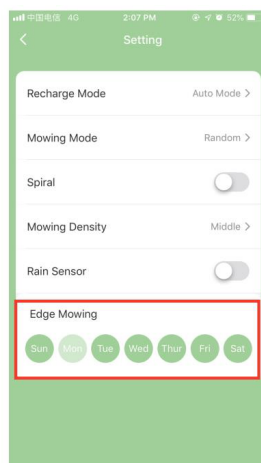 中国电信 4G 2:07 PM 52%
Setting
Recharge Mode Auto Mode >
Mowing Mode Random >
Spiral
Mowing Density Middle >
Rain Sensor
Edge Mowing
Sun Mon Tue Wed Thur Fri Sat